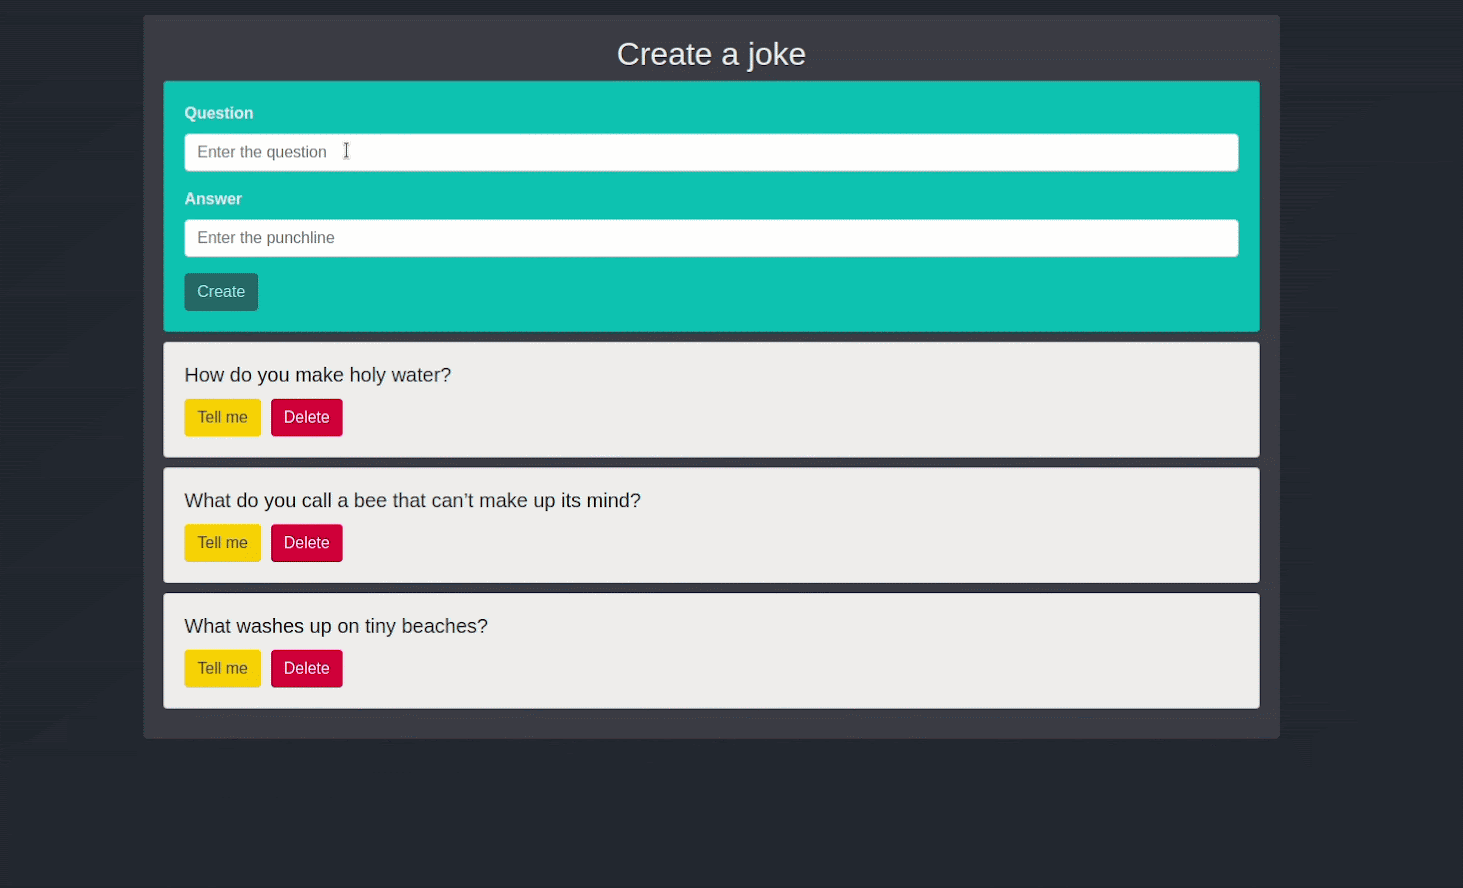 Create a joke
Question
Enter the question
Answer
Enter the punchline
Create
How do you make holy water?
Tell me Delete
What do you call a bee that can’t make up its mind?
Tell me Delete
What washes up on tiny beaches?
Tell me Delete